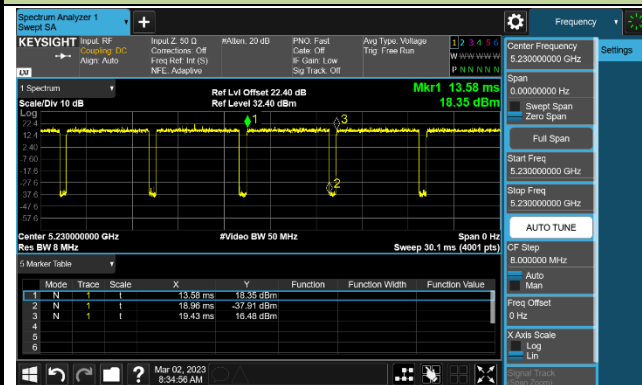 Spectrum Analyzer 1
Swept SA
Frequency
KEYSIGHT
Input: RF
Coupling: DC
Align: Auto
Input Z: 50 Ω
Corrections: Off
Freq Ref: Int (S)
NFE: Adaptive
#Atten: 20 dB
PNO: Fast
Gate: Off
IF Gain: Low
Sig Track: Off
Avg Type: Voltage
Trig: Free Run
1 2 3 4 5 6
W W W W W W
P N N N N N
LXI
1 Spectrum
Scale/Div 10 dB
Ref Lvl Offset 22.40 dB
Ref Level 32.40 dBm
Mkr1 13.58 ms
18.35 dBm
Log
22.4
12.4
2.40
-7.60
-17.6
-27.6
-37.6
-47.6
-57.6
1
3
2
Center 5.230000000 GHz
Res BW 8 MHz
#Video BW 50 MHz
Span 0 Hz
Sweep 30.1 ms (4001 pts)
5 Marker Table
Mode Trace Scale X Y Function Function Width Function Value
1 N 1 t 13.58 ms 18.35 dBm
2 N 1 t 18.96 ms -37.91 dBm
3 N 1 t 19.43 ms 16.48 dBm
4
5
6
Mar 02, 2023
8:34:56 AM
Center Frequency
5.230000000 GHz
Settings
Span
0.00000000 Hz
Swept Span
Zero Span
Full Span
Start Freq
5.230000000 GHz
Stop Freq
5.230000000 GHz
AUTO TUNE
CF Step
8.000000 MHz
Auto
Man
Freq Offset
0 Hz
X Axis Scale
Log
Lin
Signal Track
(Span Zoom)